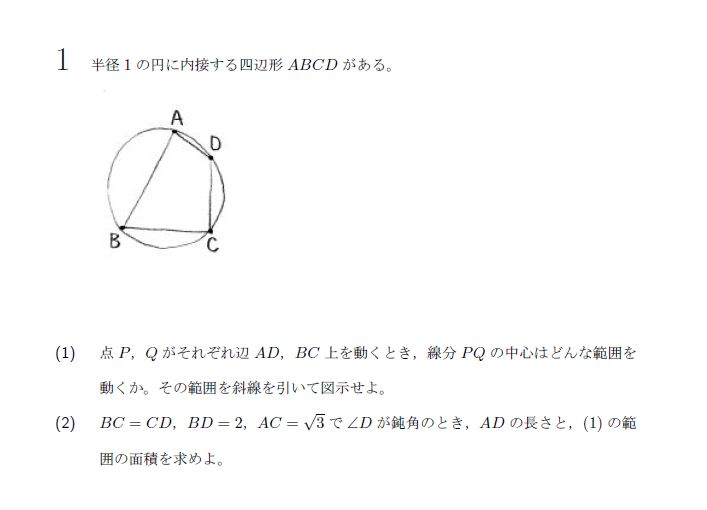 1 半径1の円に内接する四辺形 ABCD がある。
A
D
B
C
(1) 点 P，Q がそれぞれ辺 AD，BC 上を動くとき，線分 PQ の中心はどんな範囲を
動くか。その範囲を斜線を引いて図示せよ。
(2) BC = CD，BD = 2，AC = √3 で ∠D が鈍角のとき，AD の長さと，(1) の範
囲の面積を求めよ。